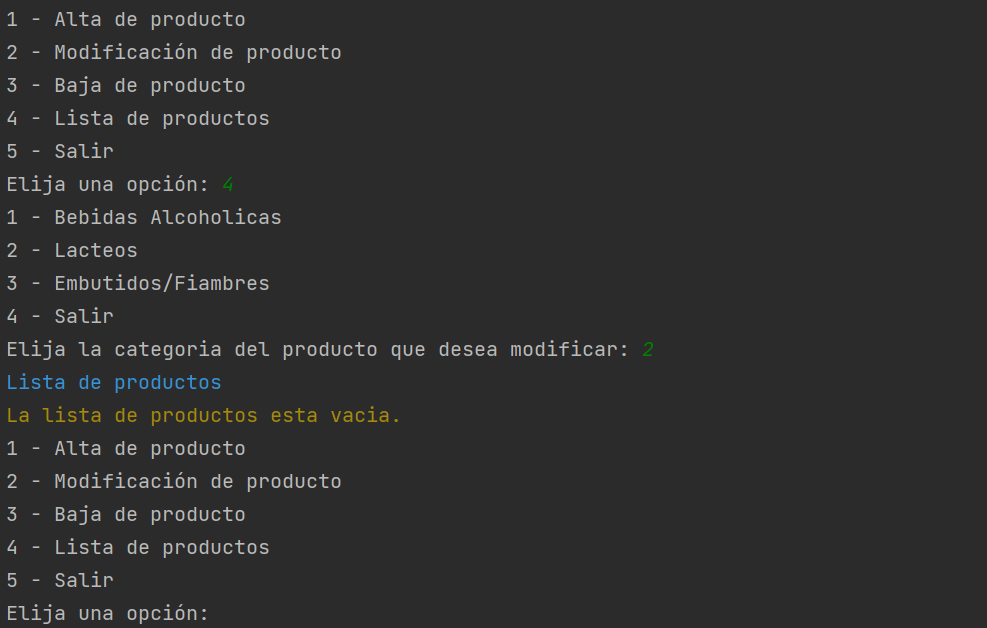 1 - Alta de producto
2 - Modificación de producto
3 - Baja de producto
4 - Lista de productos
5 - Salir
Elija una opción: 4
1 - Bebidas Alcoholicas
2 - Lacteos
3 - Embutidos/Fiambres
4 - Salir
Elija la categoria del producto que desea modificar: 2
Lista de productos
La lista de productos esta vacia.
1 - Alta de producto
2 - Modificación de producto
3 - Baja de producto
4 - Lista de productos
5 - Salir
Elija una opción: